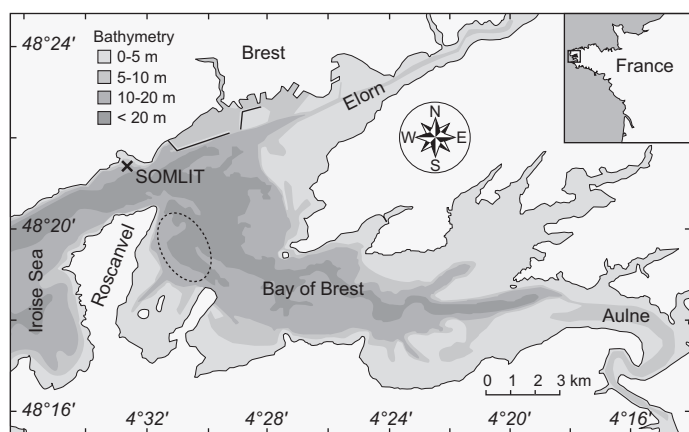 48°24'
Bathymetry
0-5 m
5-10 m
10-20 m
< 20 m
Brest
Elorn
France
N
W E
S
SOMLIT
48°20'
Roscanvel
Iroise Sea
Bay of Brest
Aulne
0 1 2 3 km
48°16'
4°32' 4°28' 4°24' 4°20' 4°16'